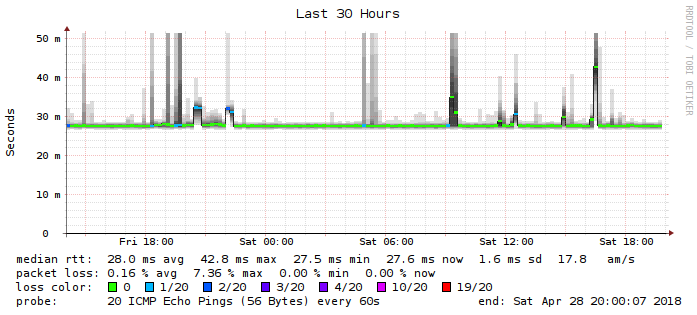 Last 30 Hours
RRDTOOL / TOBI OETIKER
Seconds
50 m
40 m
30 m
20 m
10 m
0
Fri 18:00 Sat 00:00 Sat 06:00 Sat 12:00 Sat 18:00
median rtt: 28.0 ms avg 42.8 ms max 27.5 ms min 27.6 ms now 1.6 ms sd 17.8 am/s
packet loss: 0.16 % avg 7.36 % max 0.00 % min 0.00 % now
loss color: 0 1/20 2/20 3/20 4/20 10/20 19/20
probe: 20 ICMP Echo Pings (56 Bytes) every 60s end: Sat Apr 28 20:00:07 2018